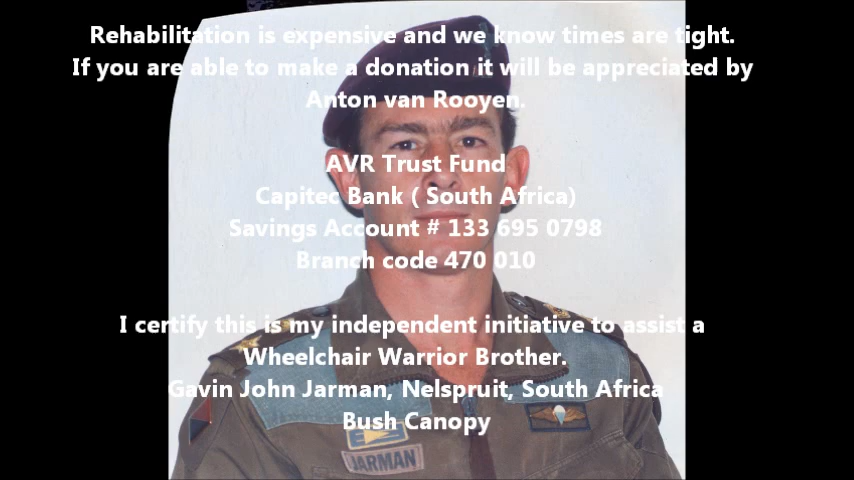 Rehabilitation is expensive and we know times are tight.
If you are able to make a donation it will be appreciated by
Anton van Rooyen.
AVR Trust Fund
Capitec Bank ( South Africa)
Savings Account # 133 695 0798
Branch code 470 010
I certify this is my independent initiative to assist a
Wheelchair Warrior Brother.
Gavin John Jarman, Nelspruit, South Africa
Bush Canopy
JARMAN